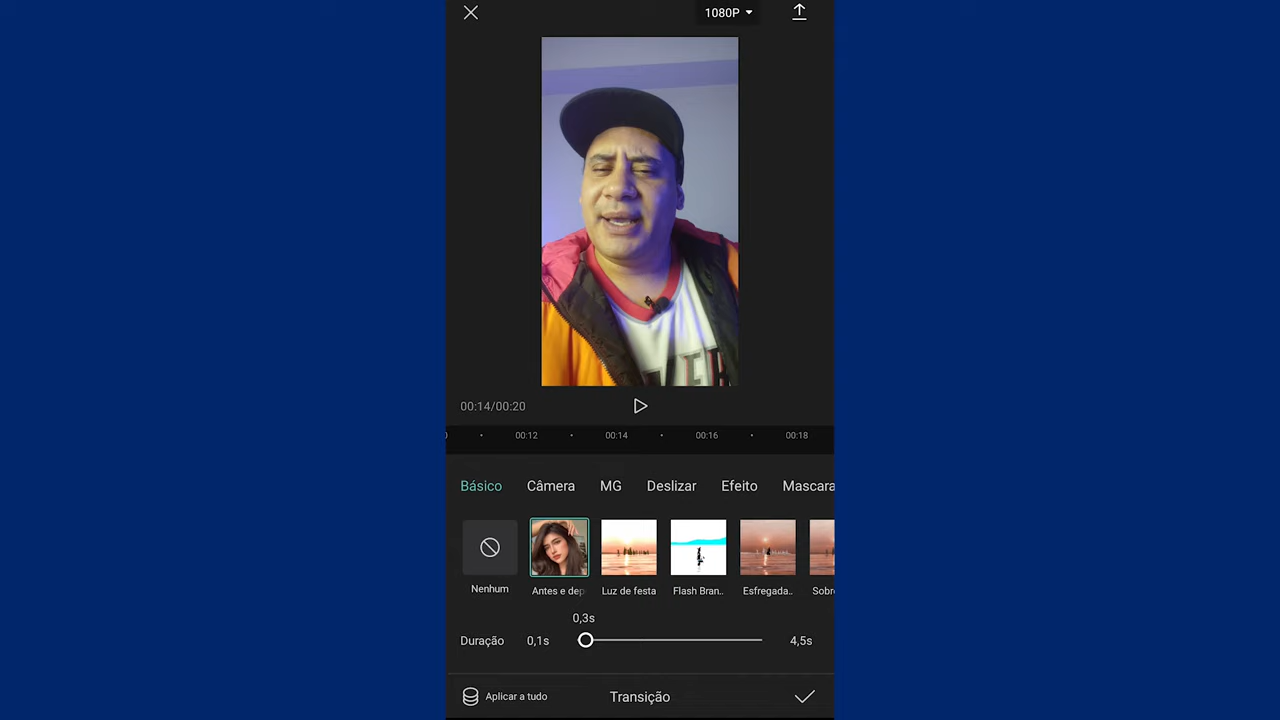 1080P
00:14/00:20
00:12 00:14 00:16 00:18
Básico Câmera MG Deslizar Efeito Mascara
Nenhum Antes e dep Luz de festa Flash Bran.. Esfregada.. Sobr
0,3s
Duração 0,1s 4,5s
Aplicar a tudo Transição